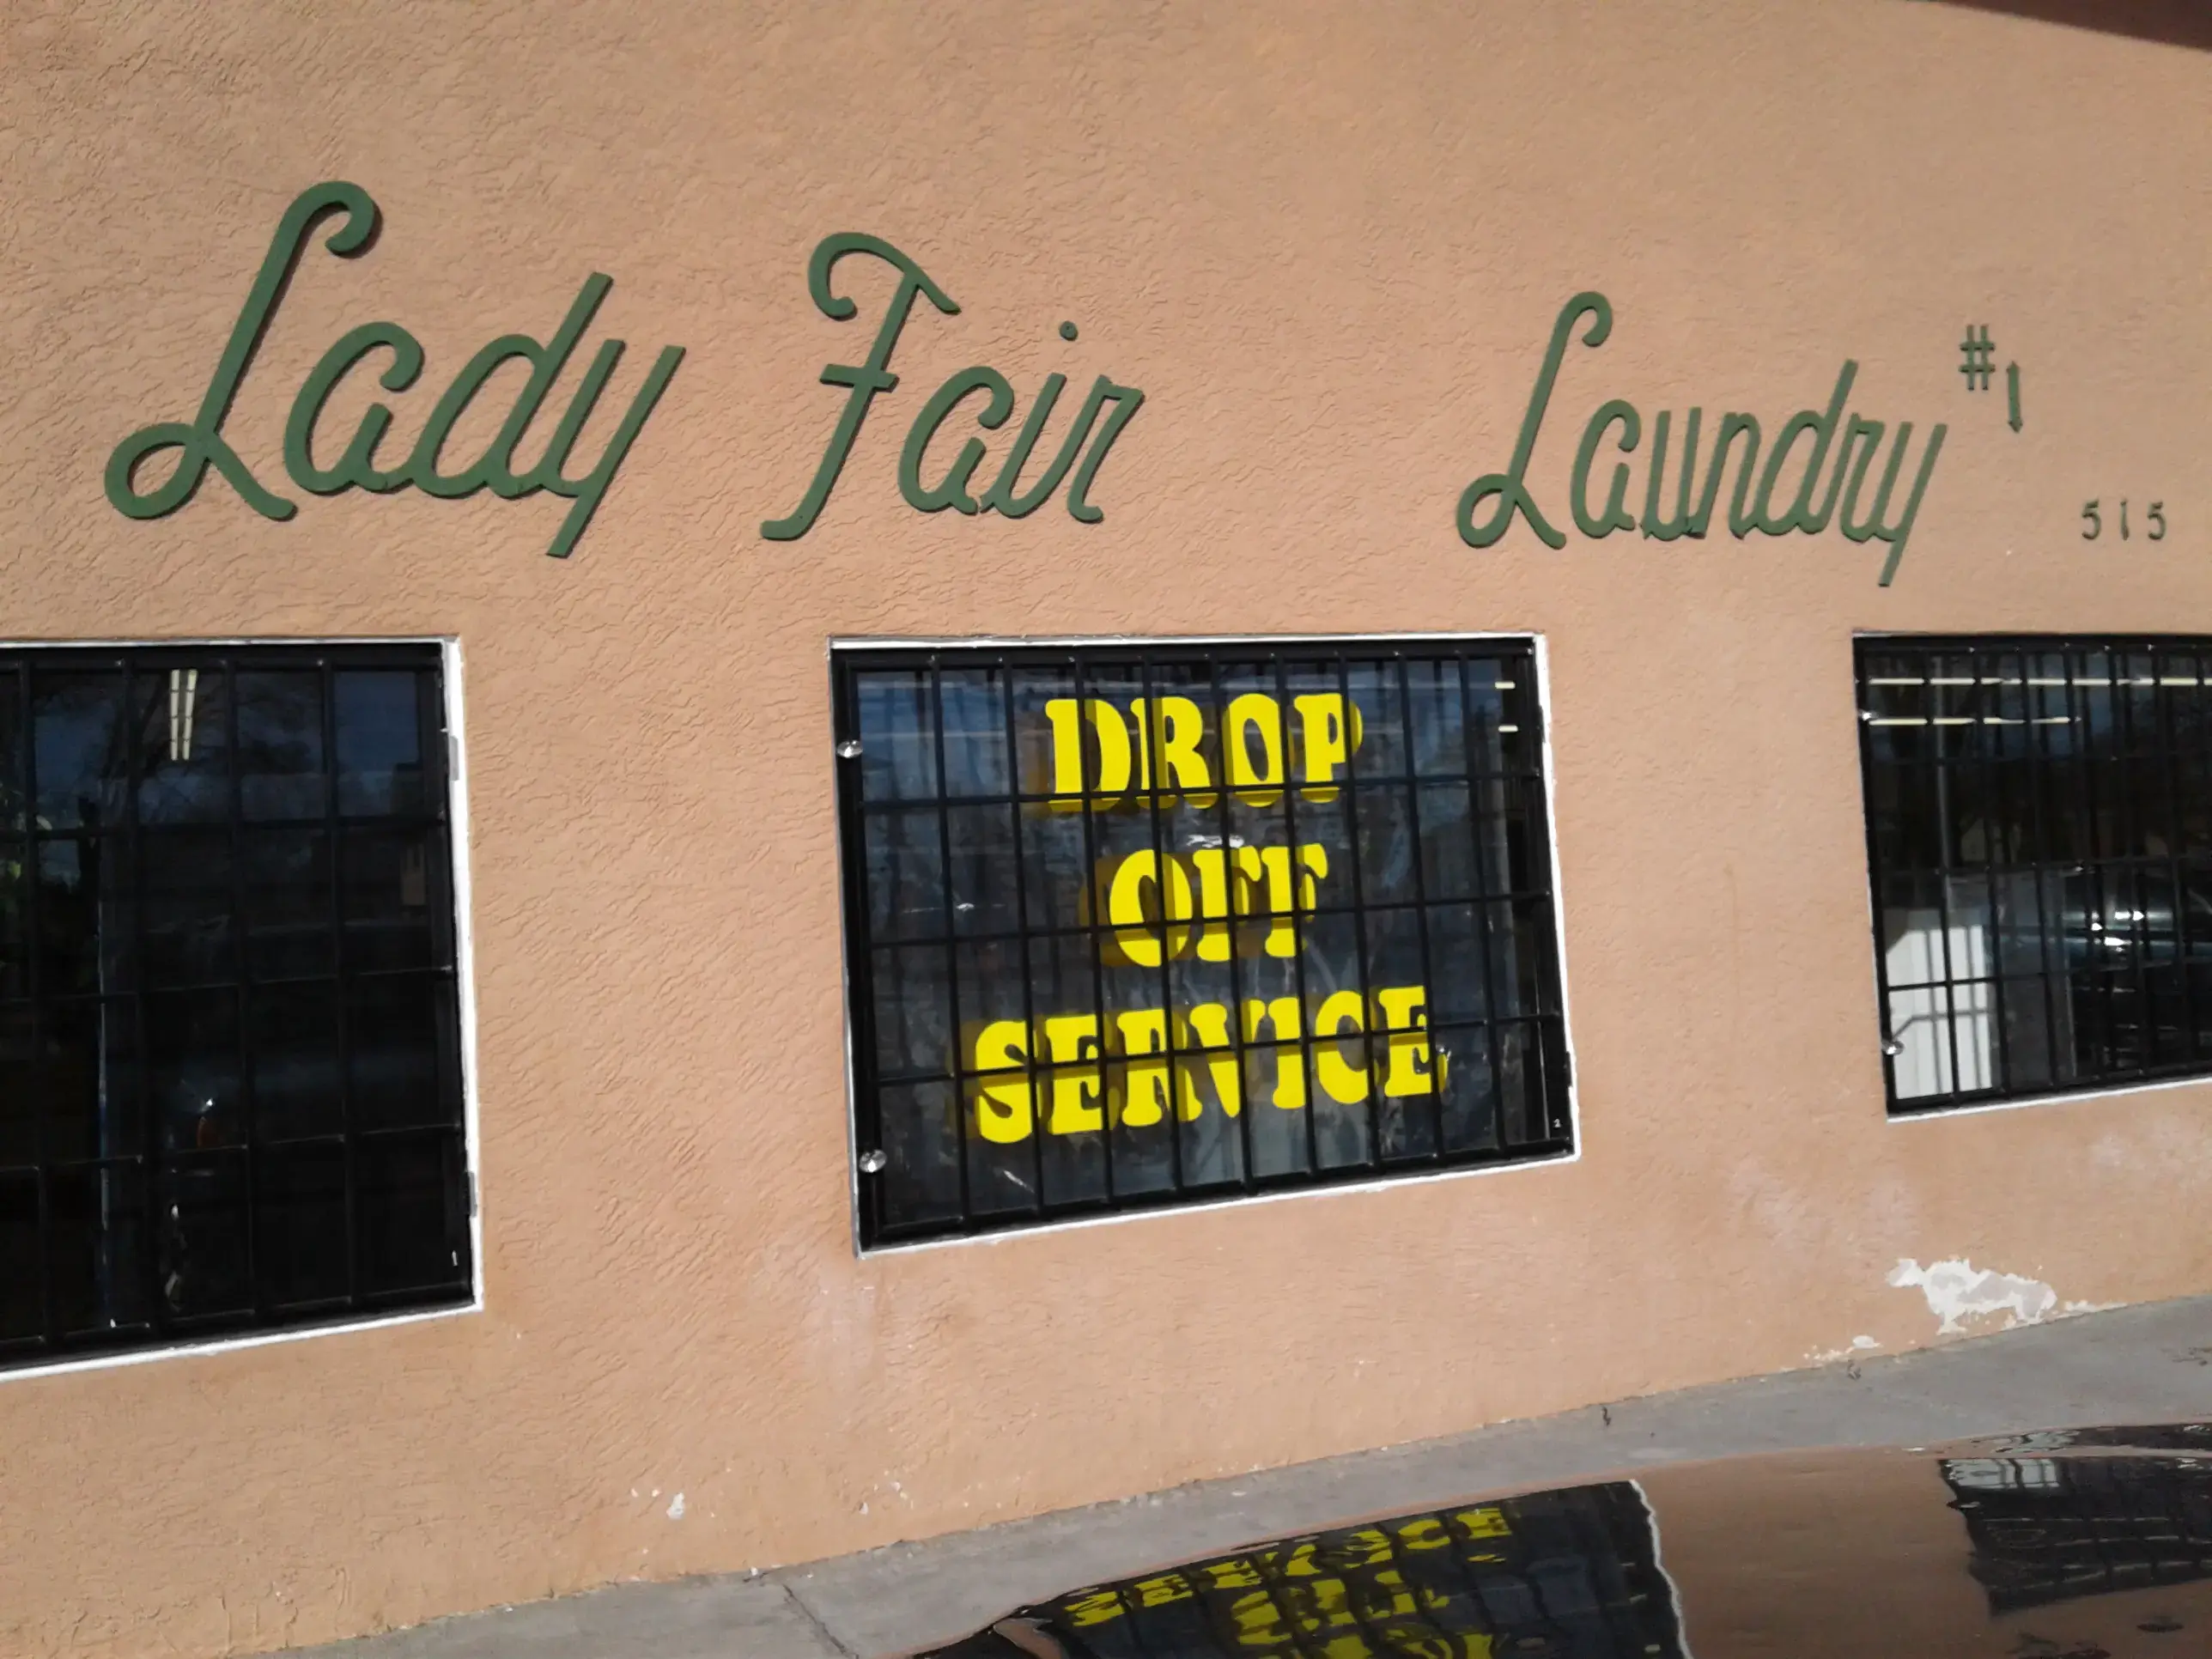 Lady Fair Laundry #1
515
DROP
OFF
SERVICE